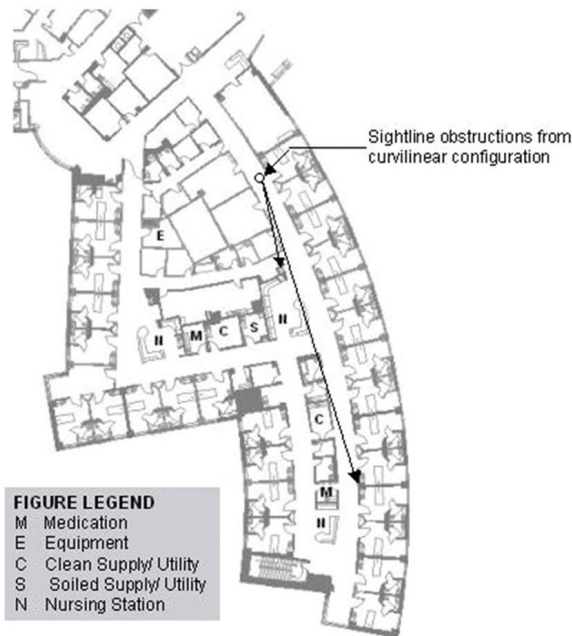 Sightline obstructions from
curvilinear configuration
E
N
M
C
S
N
C
M
N
FIGURE LEGEND
M Medication
E Equipment
C Clean Supply/ Utility
S Soiled Supply/ Utility
N Nursing Station